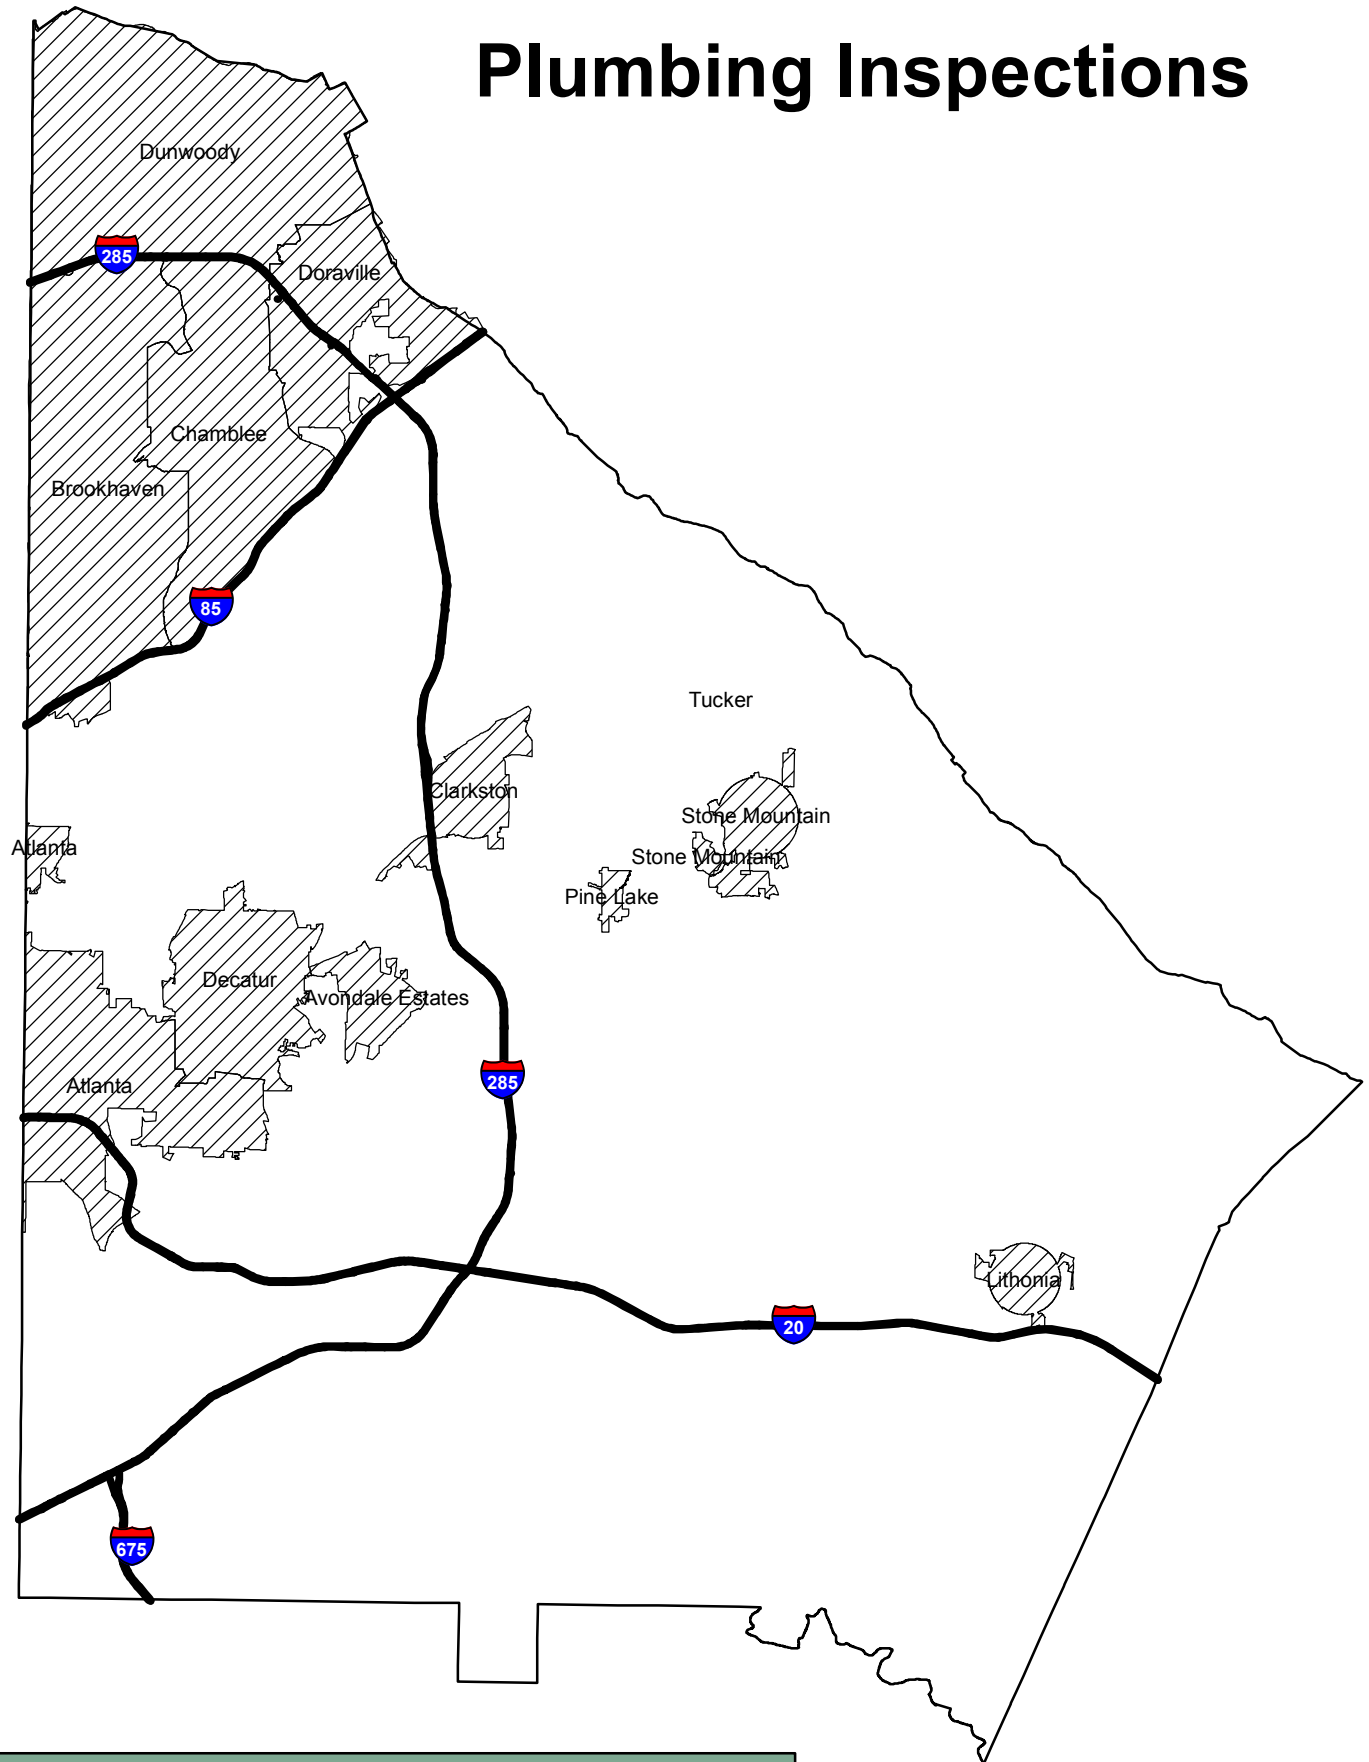 Plumbing Inspections
Dunwoody
285
Doraville
Chamblee
Brookhaven
85
Tucker
Clarkston
Stone Mountain
Atlanta
Stone Mountain
Pine Lake
Decatur
Avondale Estates
285
Atlanta
Lithonia
20
675